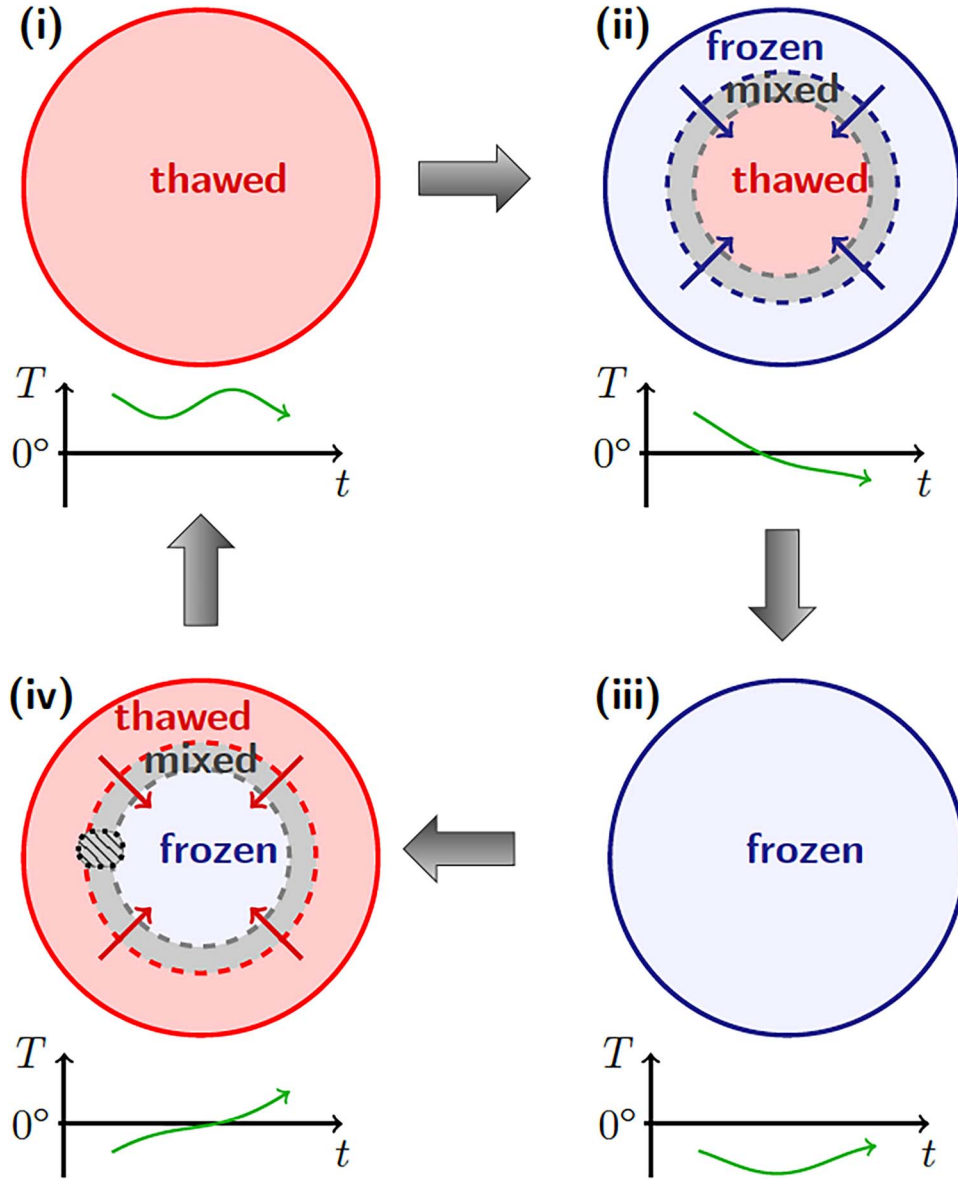 (i)
thawed
T
0°
t
(ii)
frozen
mixed
thawed
T
0°
t
(iv)
thawed
mixed
frozen
T
0°
t
(iii)
frozen
T
0°
t